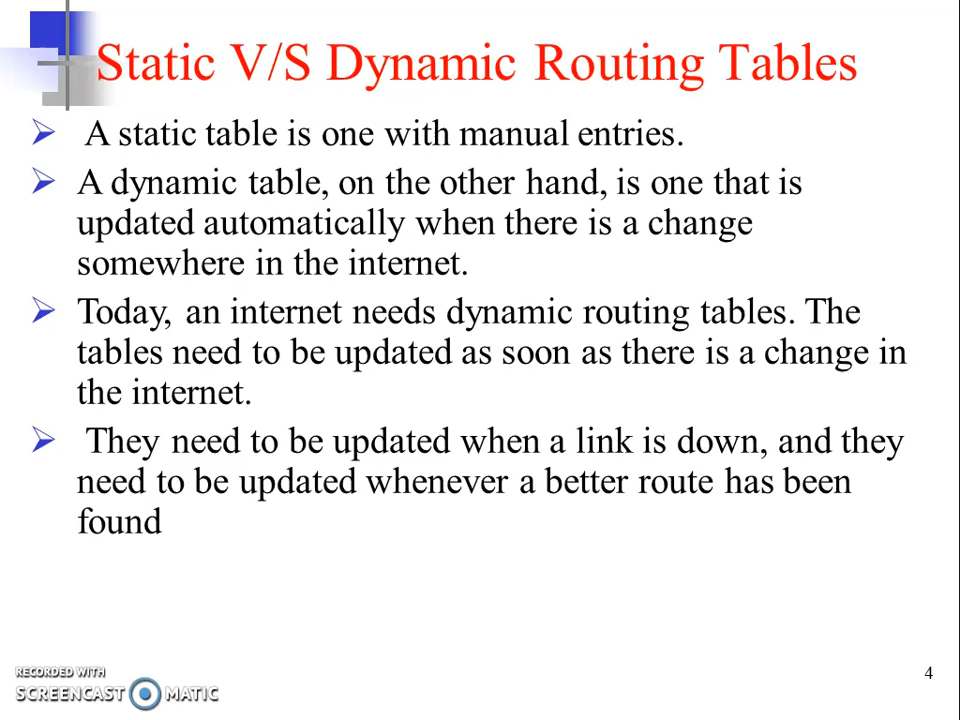 Static V/S Dynamic Routing Tables
A static table is one with manual entries.
A dynamic table, on the other hand, is one that is
updated automatically when there is a change
somewhere in the internet.
Today, an internet needs dynamic routing tables. The
tables need to be updated as soon as there is a change in
the internet.
They need to be updated when a link is down, and they
need to be updated whenever a better route has been
found
RECORDED WITH
SCREENCAST MATIC
4